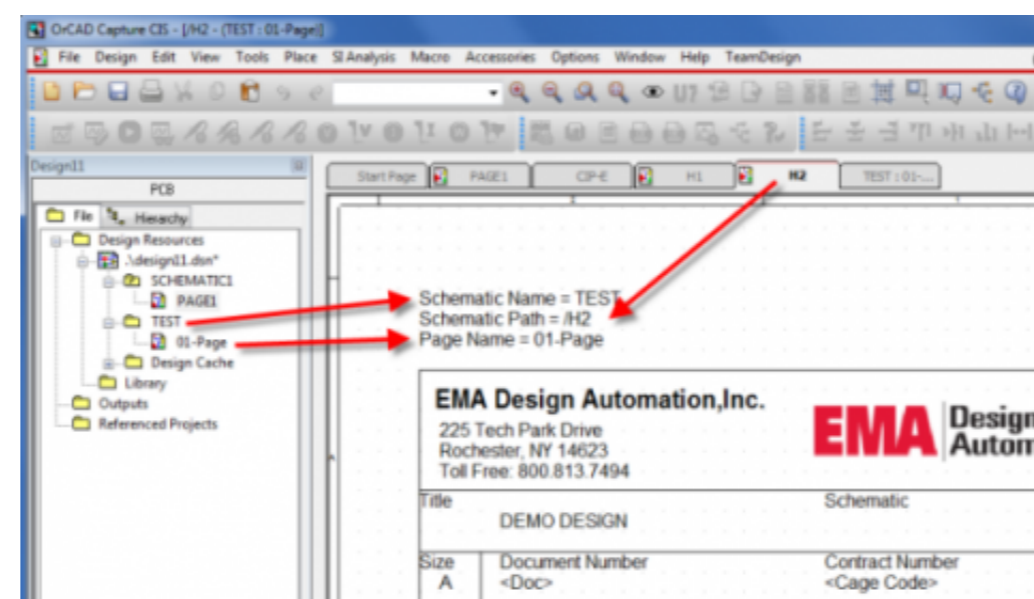 OrCAD Capture CIS - [/H2 - (TEST : 01-Page)]
File Design Edit View Tools Place SI Analysis Macro Accessories Options Window Help TeamDesign
U?
Design11
Start Page PAGE1 CIP-E H1 H2 TEST : 01-...
PCB
File Hierarchy
Design Resources
.\design11.dsn*
SCHEMATIC1
PAGE1
TEST
01-Page
Design Cache
Library
Outputs
Referenced Projects
Schematic Name = TEST
Schematic Path = /H2
Page Name = 01-Page
EMA Design Automation,Inc.
225 Tech Park Drive
Rochester, NY 14623
Toll Free: 800.813.7494
EMA Design
Autom
Title Schematic
DEMO DESIGN
Size Document Number Contract Number
A <Doc> <Cage Code>